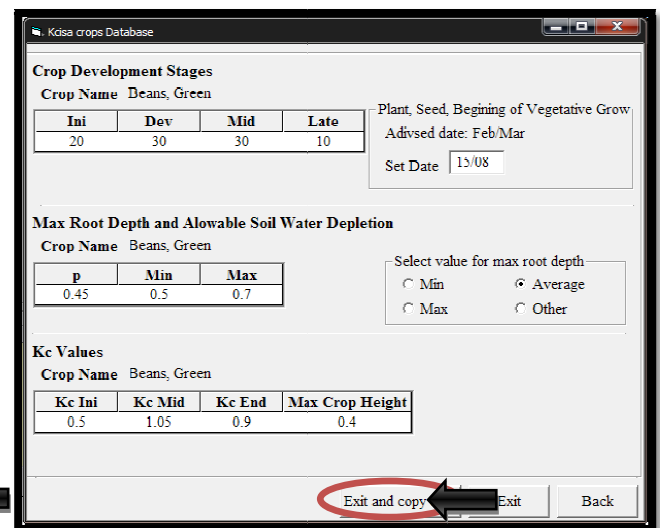 Kcisa crops Database
Crop Development Stages
Crop Name Beans, Green
Ini Dev Mid Late
20 30 30 10
Plant, Seed, Begining of Vegetative Grow
Adivsed date: Feb/Mar
Set Date 15/08
Max Root Depth and Alowable Soil Water Depletion
Crop Name Beans, Green
p Min Max
0.45 0.5 0.7
Select value for max root depth
Min Average
Max Other
Kc Values
Crop Name Beans, Green
Kc Ini Kc Mid Kc End Max Crop Height
0.5 1.05 0.9 0.4
Exit and copy Exit Back